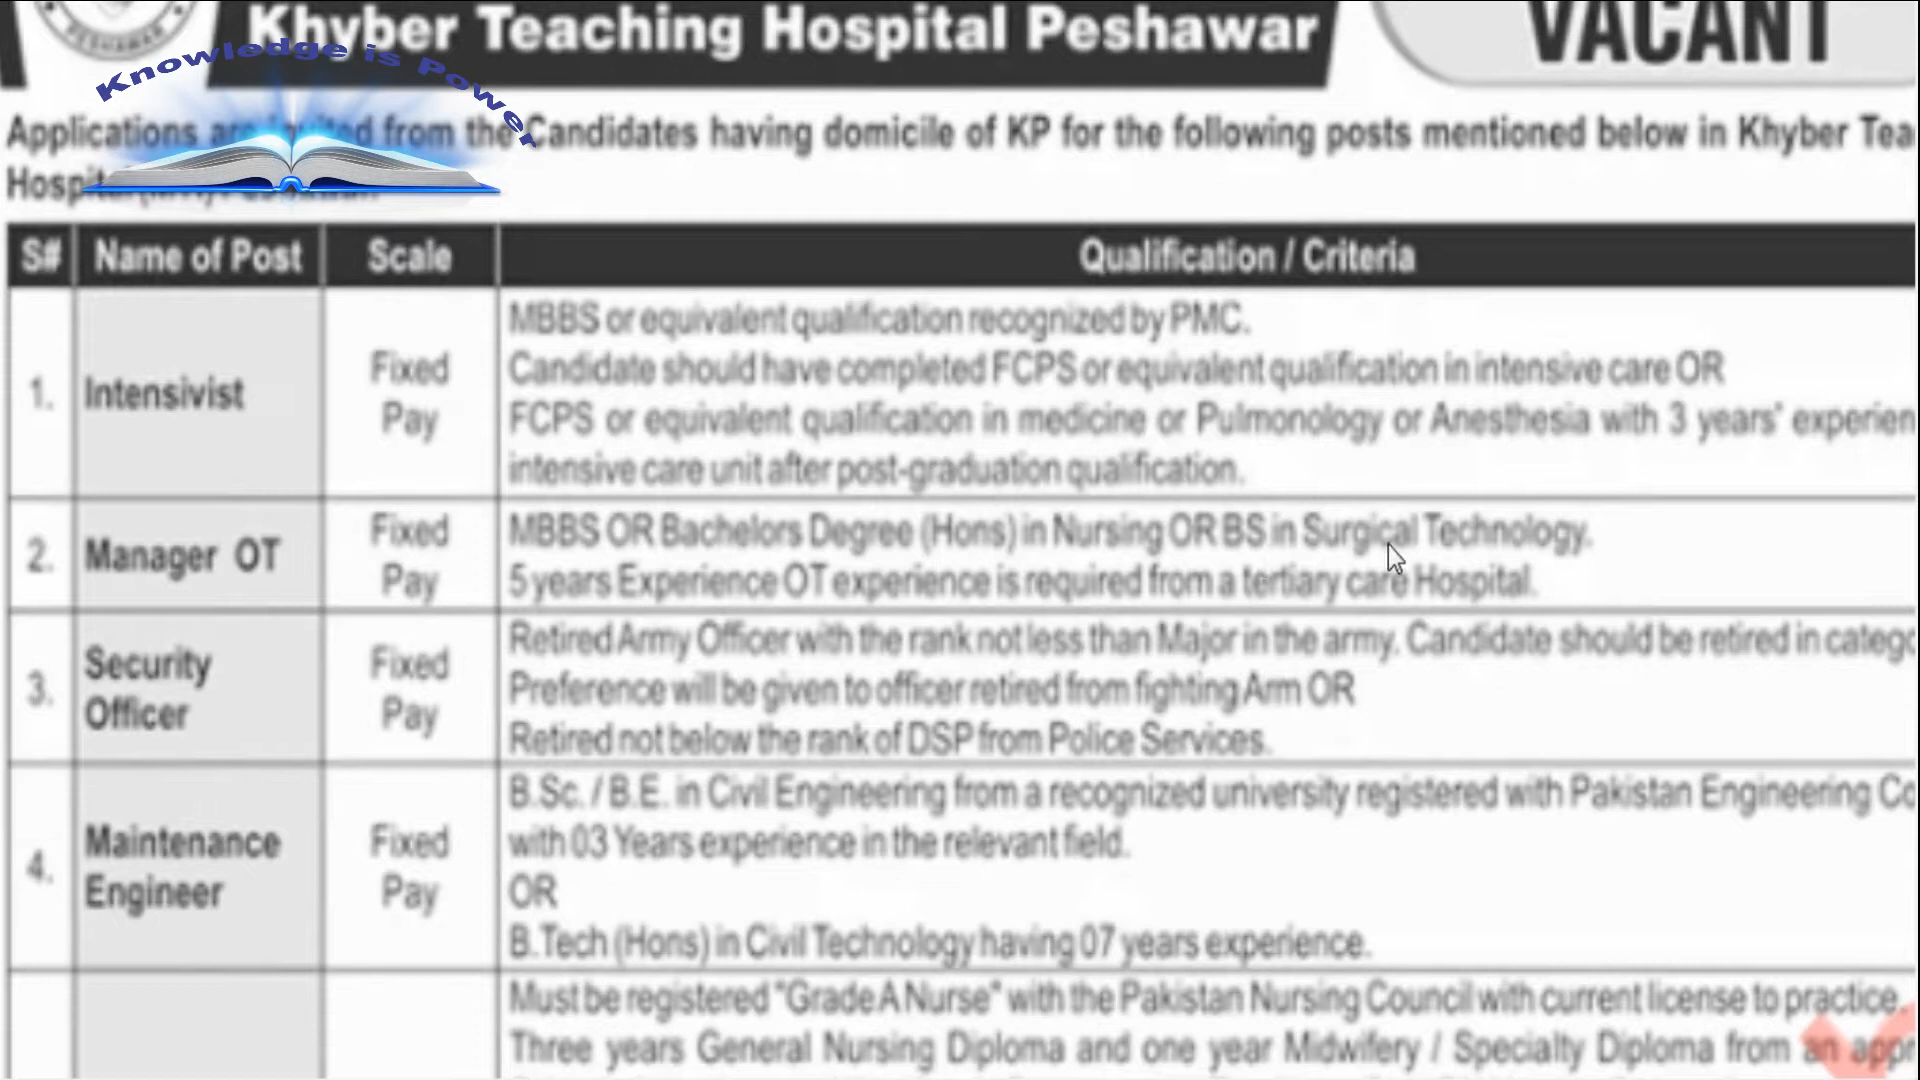 Khyber Teaching Hospital Peshawar
VACANT
PESHAWAR
Knowledge is Power
Applications are invited from the Candidates having domicile of KP for the following posts mentioned below in Khyber Tea
Hospital
S# Name of Post Scale Qualification / Criteria
1. Intensivist Fixed Pay
MBBS or equivalent qualification recognized by PMC.
Candidate should have completed FCPS or equivalent qualification in intensive care OR
FCPS or equivalent qualification in medicine or Pulmonology or Anesthesia with 3 years' experien
intensive care unit after post-graduation qualification.
2. Manager OT Fixed Pay
MBBS OR Bachelors Degree (Hons) in Nursing OR BS in Surgical Technology.
5 years Experience OT experience is required from a tertiary care Hospital.
3. Security Officer Fixed Pay
Retired Army Officer with the rank not less than Major in the army. Candidate should be retired in catego
Preference will be given to officer retired from fighting Arm OR
Retired not below the rank of DSP from Police Services.
4. Maintenance Engineer Fixed Pay
B.Sc. / B.E. in Civil Engineering from a recognized university registered with Pakistan Engineering Co
with 03 Years experience in the relevant field.
OR
B.Tech (Hons) in Civil Technology having 07 years experience.
Must be registered "Grade A Nurse" with the Pakistan Nursing Council with current license to practice.
Three years General Nursing Diploma and one year Midwifery / Specialty Diploma from an appr